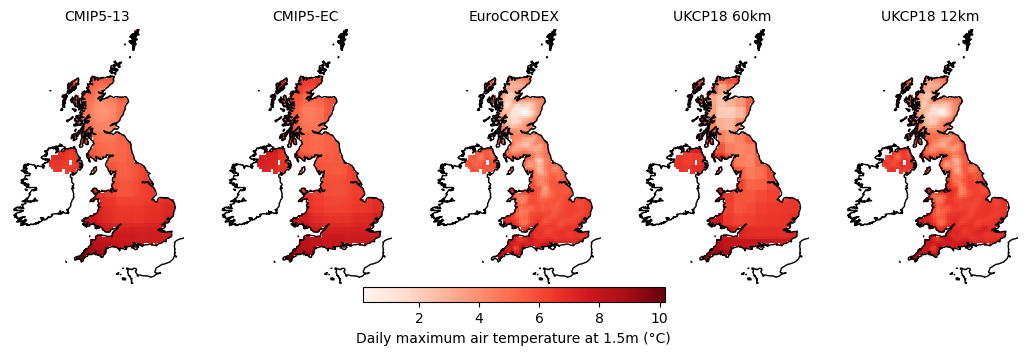 CMIP5-13 CMIP5-EC EuroCORDEX UKCP18 60km UKCP18 12km
2 4 6 8 10
Daily maximum air temperature at 1.5m (°C)